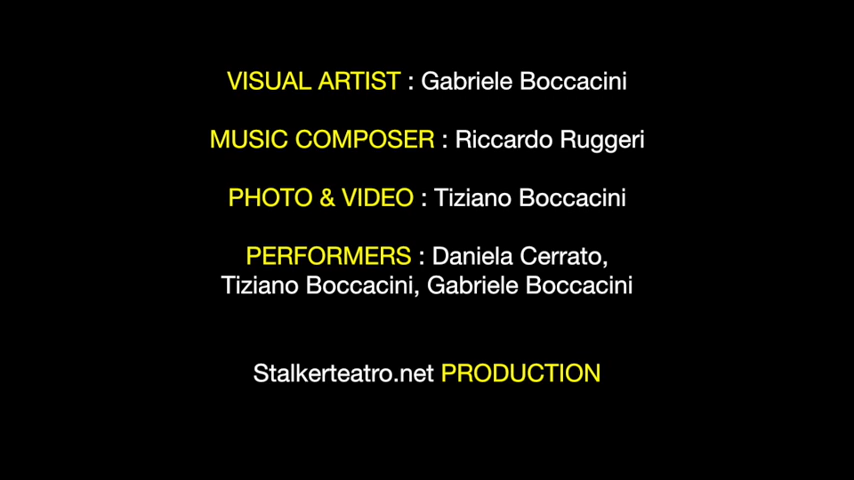 VISUAL ARTIST : Gabriele Boccacini
MUSIC COMPOSER : Riccardo Ruggeri
PHOTO & VIDEO : Tiziano Boccacini
PERFORMERS : Daniela Cerrato,
Tiziano Boccacini, Gabriele Boccacini
Stalkerteatro.net PRODUCTION